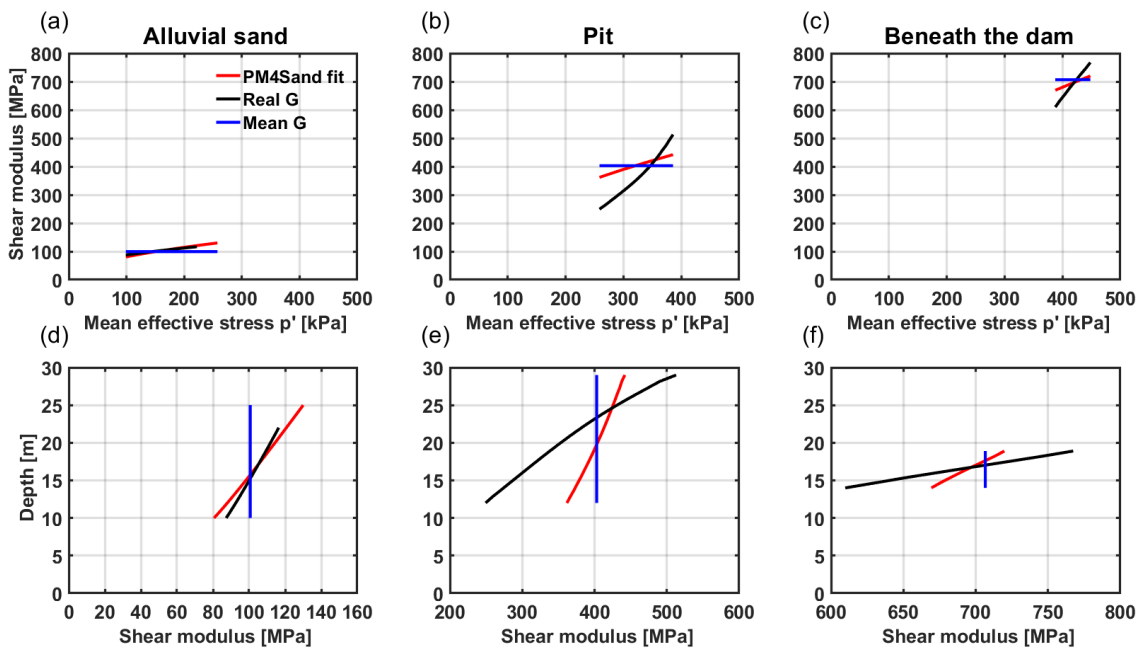 (a)
Alluvial sand
800
700
600
500
400
300
200
100
0
0 100 200 300 400 500
Shear modulus [MPa]
Mean effective stress p' [kPa]
PM4Sand fit
Real G
Mean G
(b)
Pit
800
700
600
500
400
300
200
100
0
0 100 200 300 400 500
Mean effective stress p' [kPa]
(c)
Beneath the dam
800
700
600
500
400
300
200
100
0
0 100 200 300 400 500
Mean effective stress p' [kPa]
(d)
30
25
20
15
10
5
0
0 20 40 60 80 100 120 140 160
Depth [m]
Shear modulus [MPa]
(e)
30
25
20
15
10
5
0
200 300 400 500 600
Shear modulus [MPa]
(f)
30
25
20
15
10
5
0
600 650 700 750 800
Shear modulus [MPa]